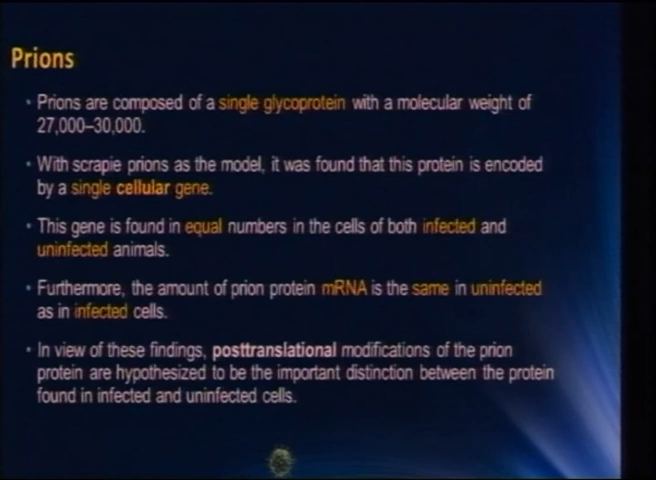 Prions
• Prions are composed of a single glycoprotein with a molecular weight of
27,000–30,000.
• With scrapie prions as the model, it was found that this protein is encoded
by a single cellular gene.
• This gene is found in equal numbers in the cells of both infected and
uninfected animals.
• Furthermore, the amount of prion protein mRNA is the same in uninfected
as in infected cells.
• In view of these findings, posttranslational modifications of the prion
protein are hypothesized to be the important distinction between the protein
found in infected and uninfected cells.